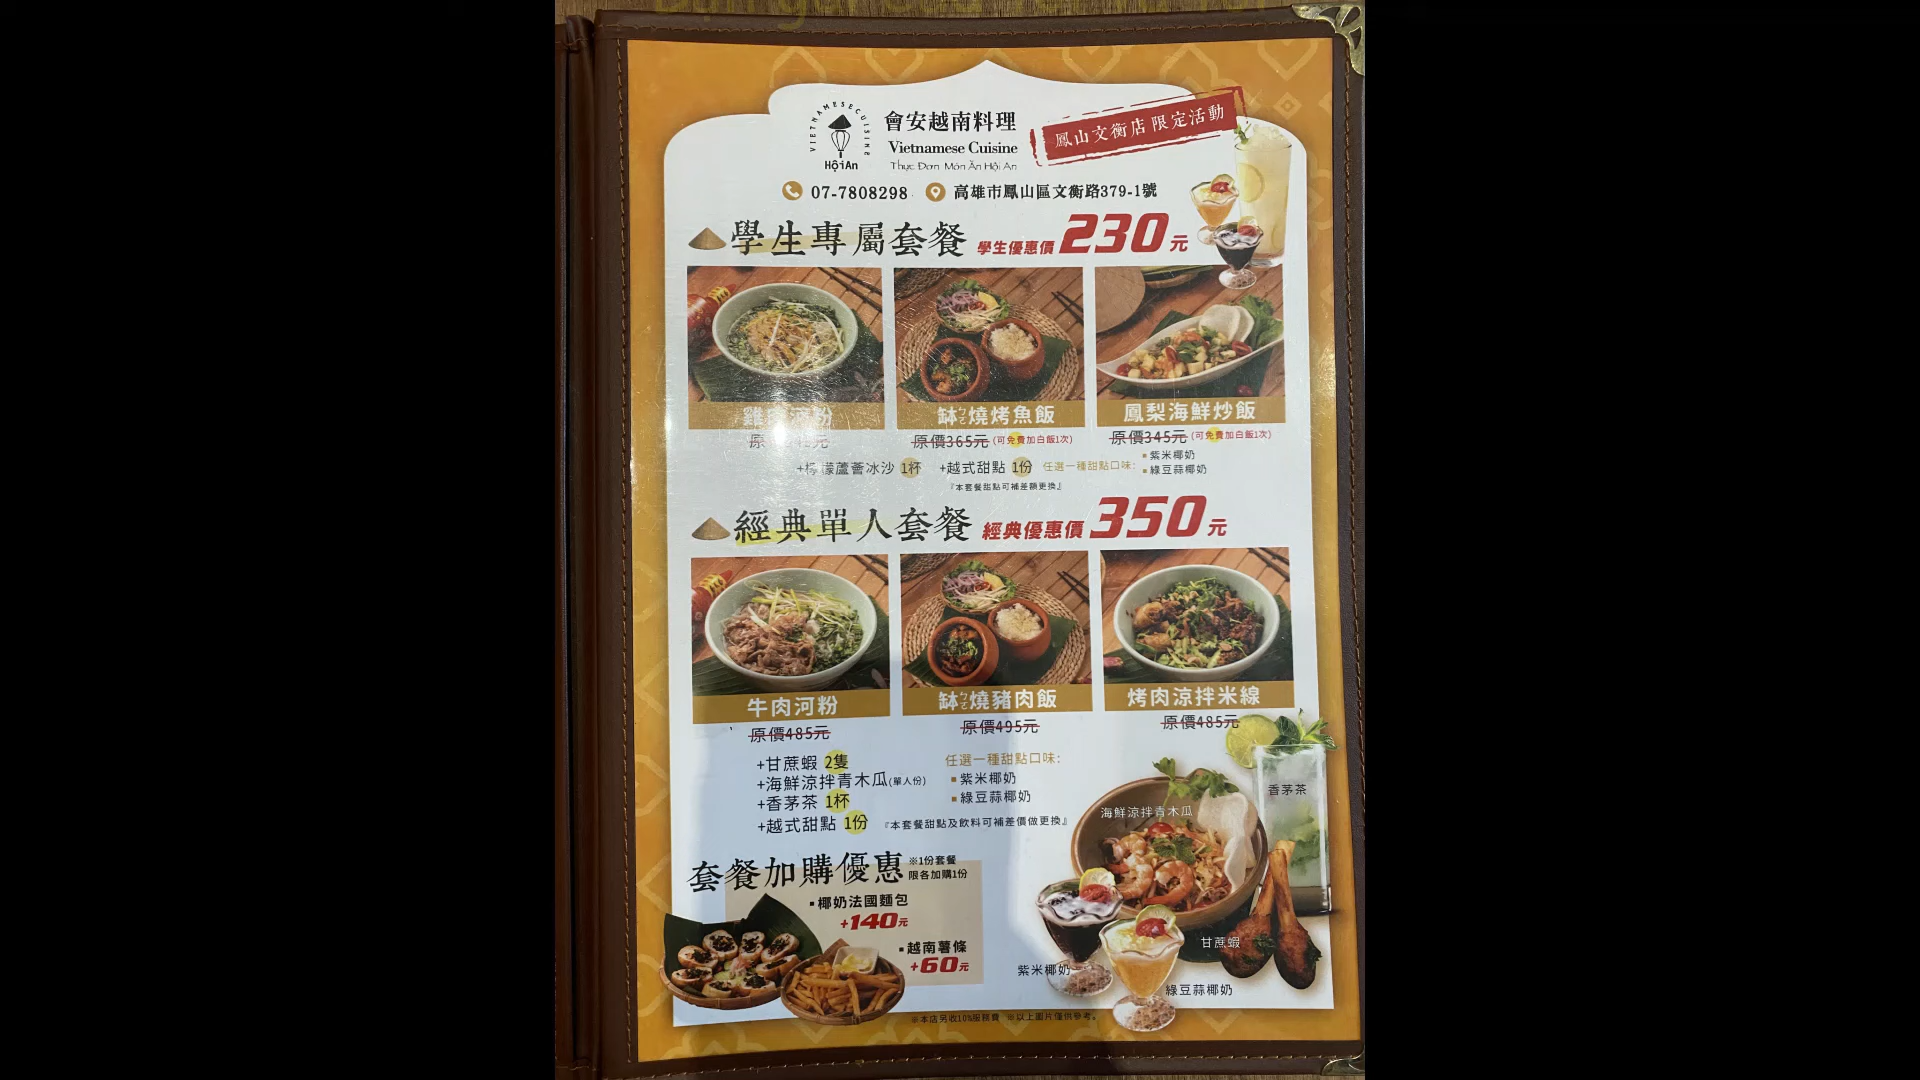 VIETNAMESE CUISINE
HộiAn
會安越南料理
Vietnamese Cuisine
Thực Đơn Món Ăn Hội An
鳳山文衡店 限定活動
07-7808298
高雄市鳳山區文衡路379-1號
學生專屬套餐 學生優惠價 230元
雞肉河粉
缽ㄅㄛ燒烤魚飯
鳳梨海鮮炒飯
原 元
原價365元 (可免費加白飯1次)
原價345元 (可免費加白飯1次)
+檸檬蘆薈冰沙 1杯 +越式甜點 1份 任選一種甜點口味:
▪紫米椰奶
▪綠豆蒜椰奶
『本套餐甜點可補差額更換』
經典單人套餐 經典優惠價 350元
牛肉河粉
缽ㄅㄛ燒豬肉飯
烤肉涼拌米線
原價485元
原價495元
原價485元
+甘蔗蝦 2隻
+海鮮涼拌青木瓜(單人份)
+香茅茶 1杯
+越式甜點 1份
任選一種甜點口味:
▪紫米椰奶
▪綠豆蒜椰奶
『本套餐甜點及飲料可補差價做更換』
套餐加購優惠
※1份套餐
限各加購1份
▪椰奶法國麵包
+140元
▪越南薯條
+60元
香茅茶
海鮮涼拌青木瓜
甘蔗蝦
紫米椰奶
綠豆蒜椰奶
※本店另收10%服務費 ※以上圖片僅供參考。